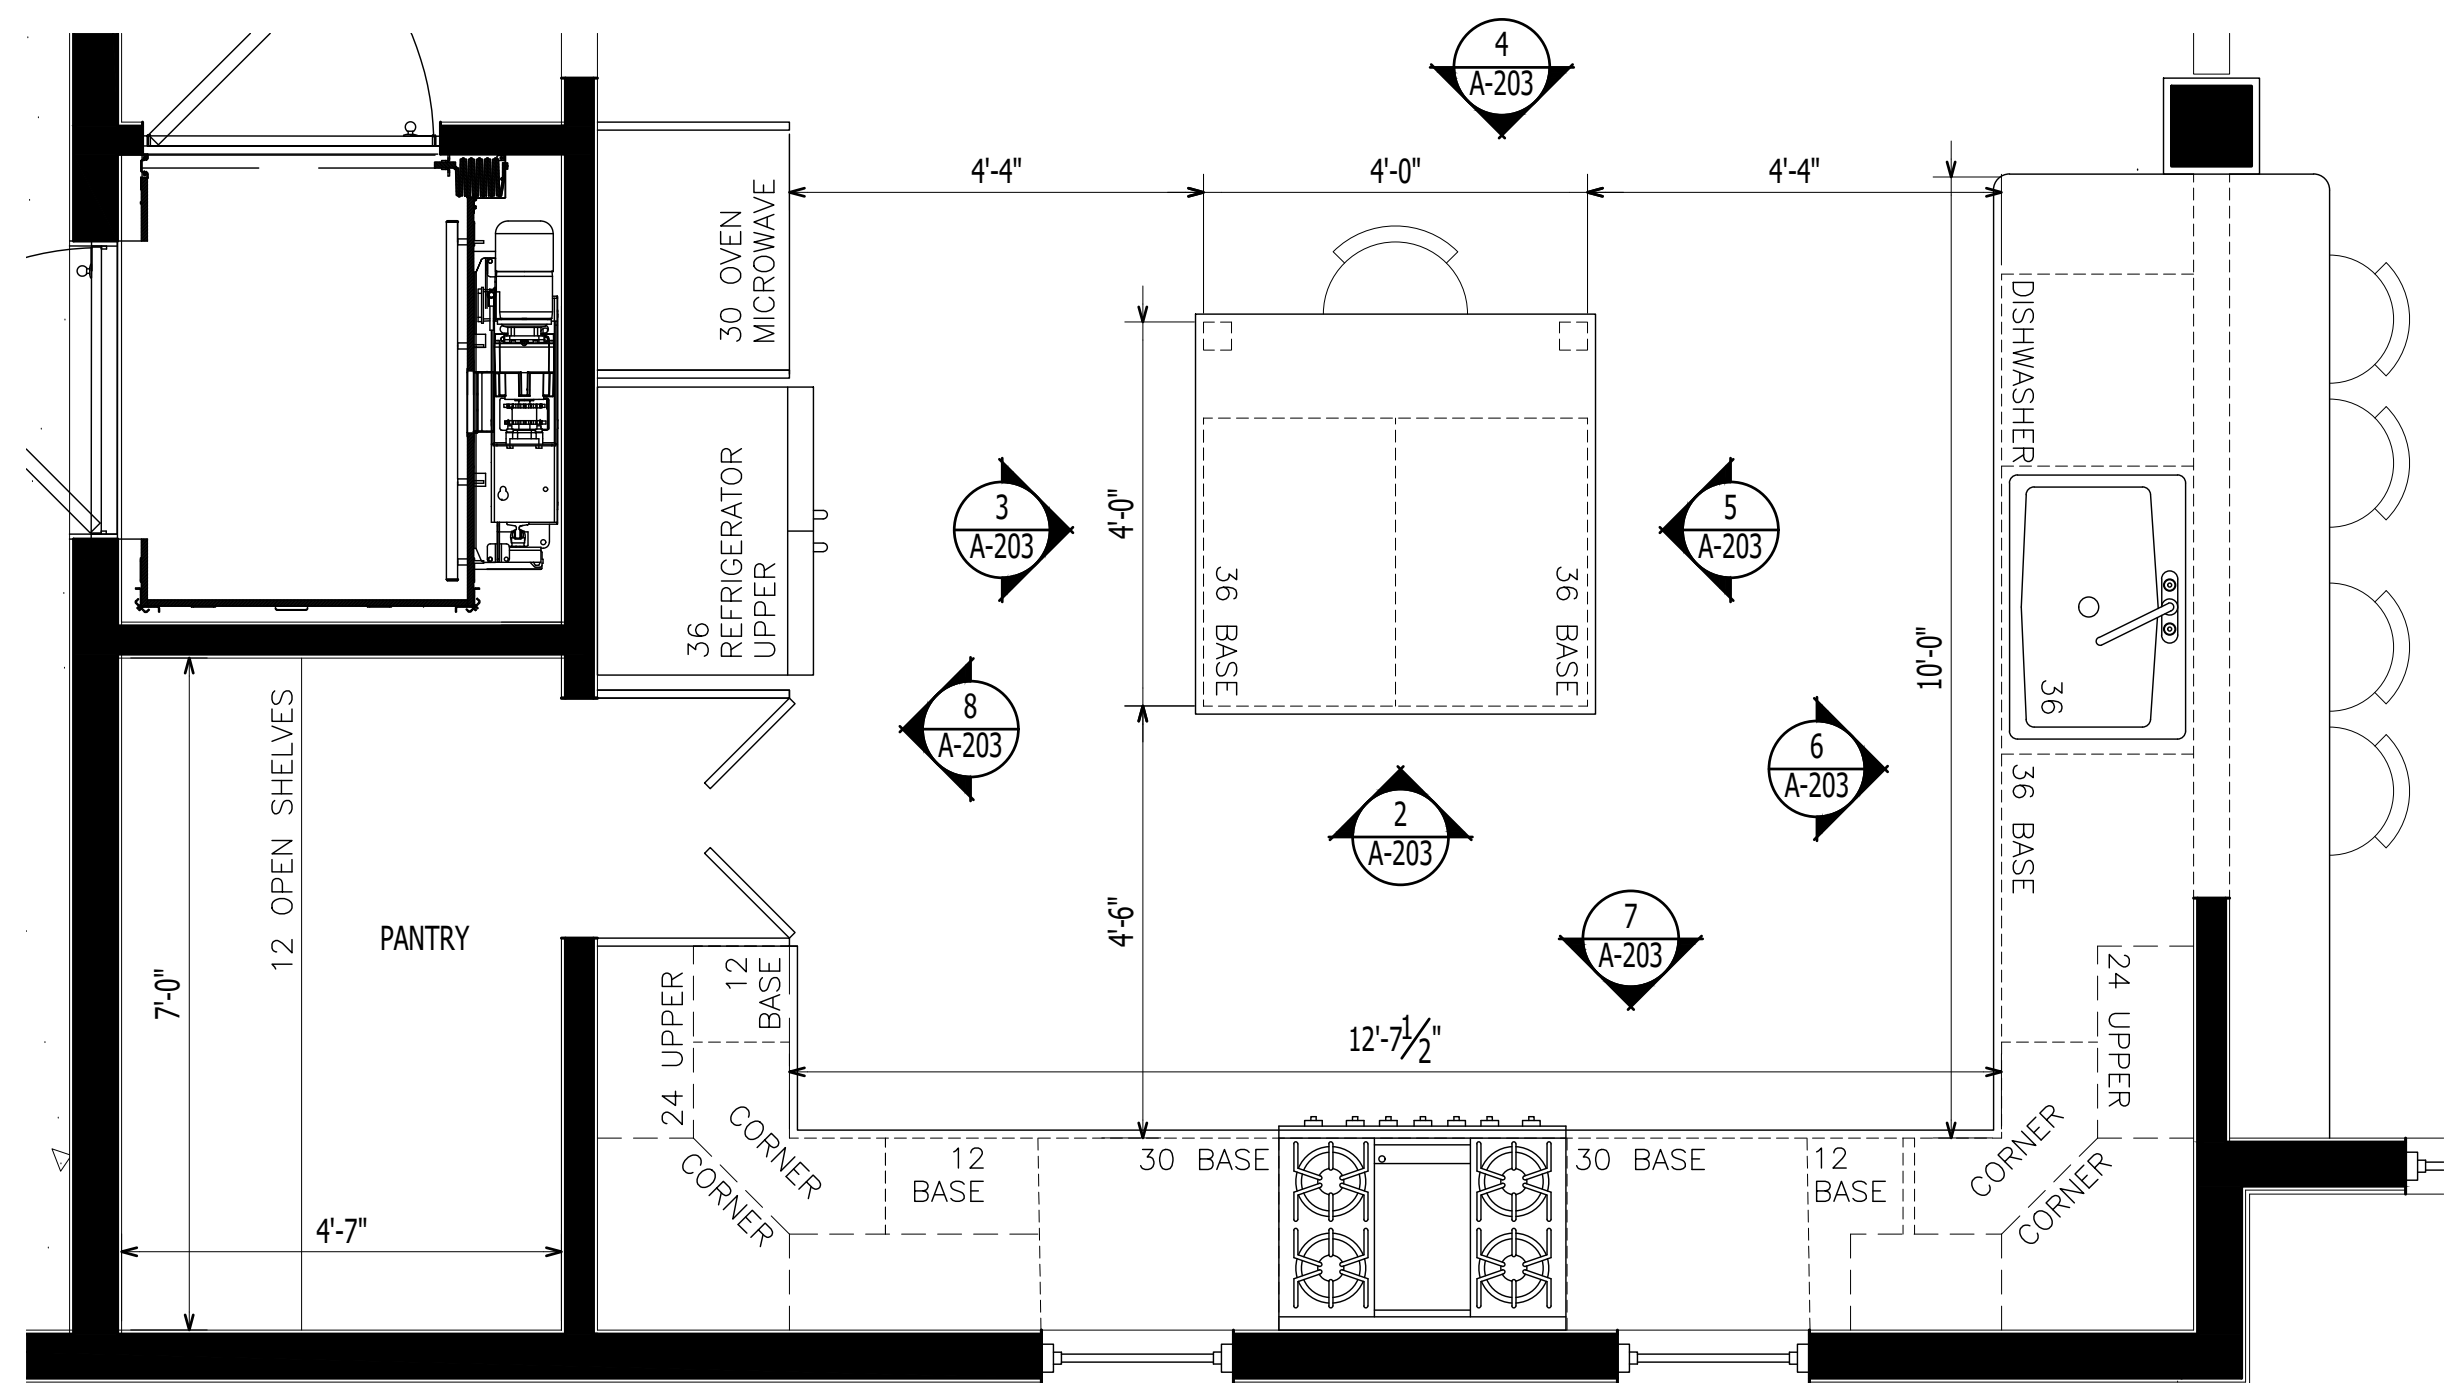 4
A-203
4'-4"
4'-0"
4'-4"
30 OVEN
MICROWAVE
DISHWASHER
36
REFRIGERATOR
UPPER
3
A-203
4'-0"
5
A-203
36 BASE
36 BASE
10'-0"
36
8
A-203
6
A-203
36 BASE
2
A-203
12 OPEN SHELVES
PANTRY
7'-0"
4'-6"
7
A-203
24 UPPER
12
BASE
24 UPPER
12'-7½"
CORNER
CORNER
12
BASE
30 BASE
30 BASE
12
BASE
CORNER
CORNER
4'-7"